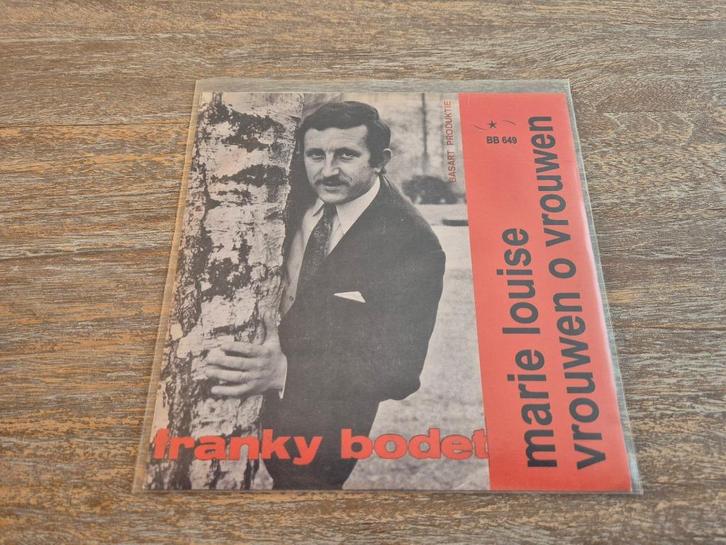 BASART PRODUKTIE
BB 649
marie louise
vrouwen o vrouwen
franky bodet